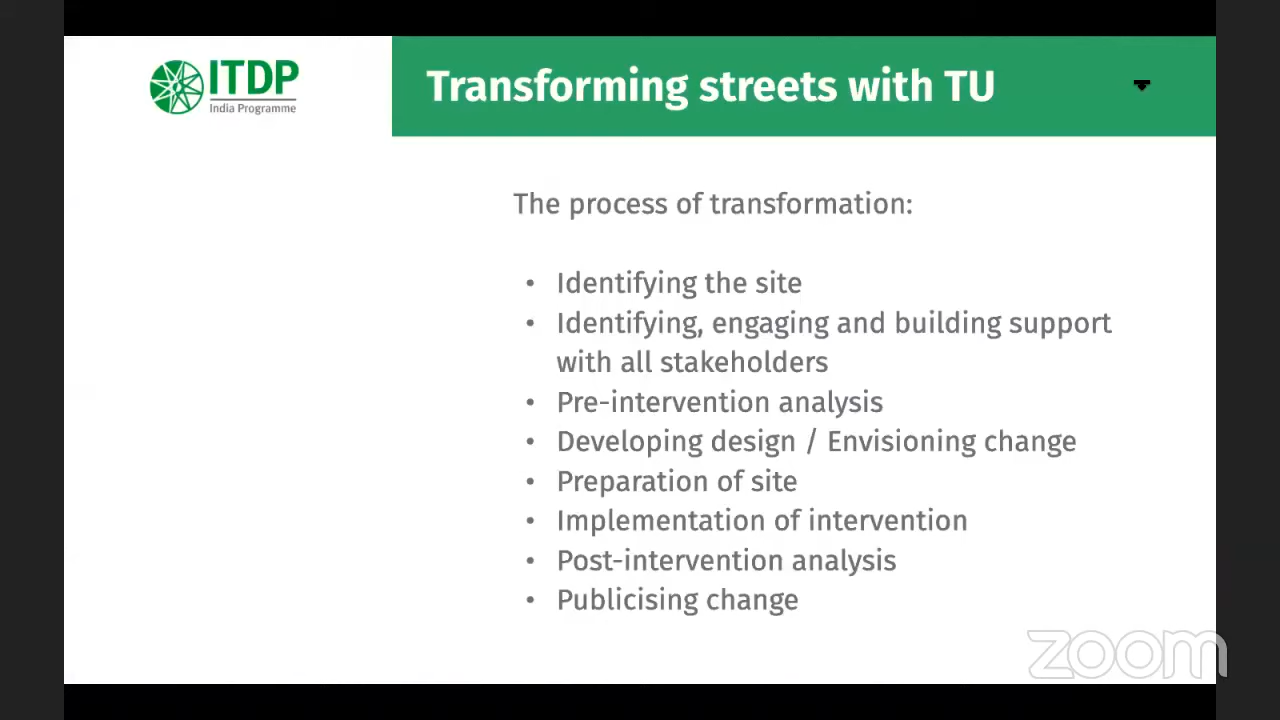 ITDP
India Programme
Transforming streets with TU
The process of transformation:
• Identifying the site
• Identifying, engaging and building support
with all stakeholders
• Pre-intervention analysis
• Developing design / Envisioning change
• Preparation of site
• Implementation of intervention
• Post-intervention analysis
• Publicising change
zoom